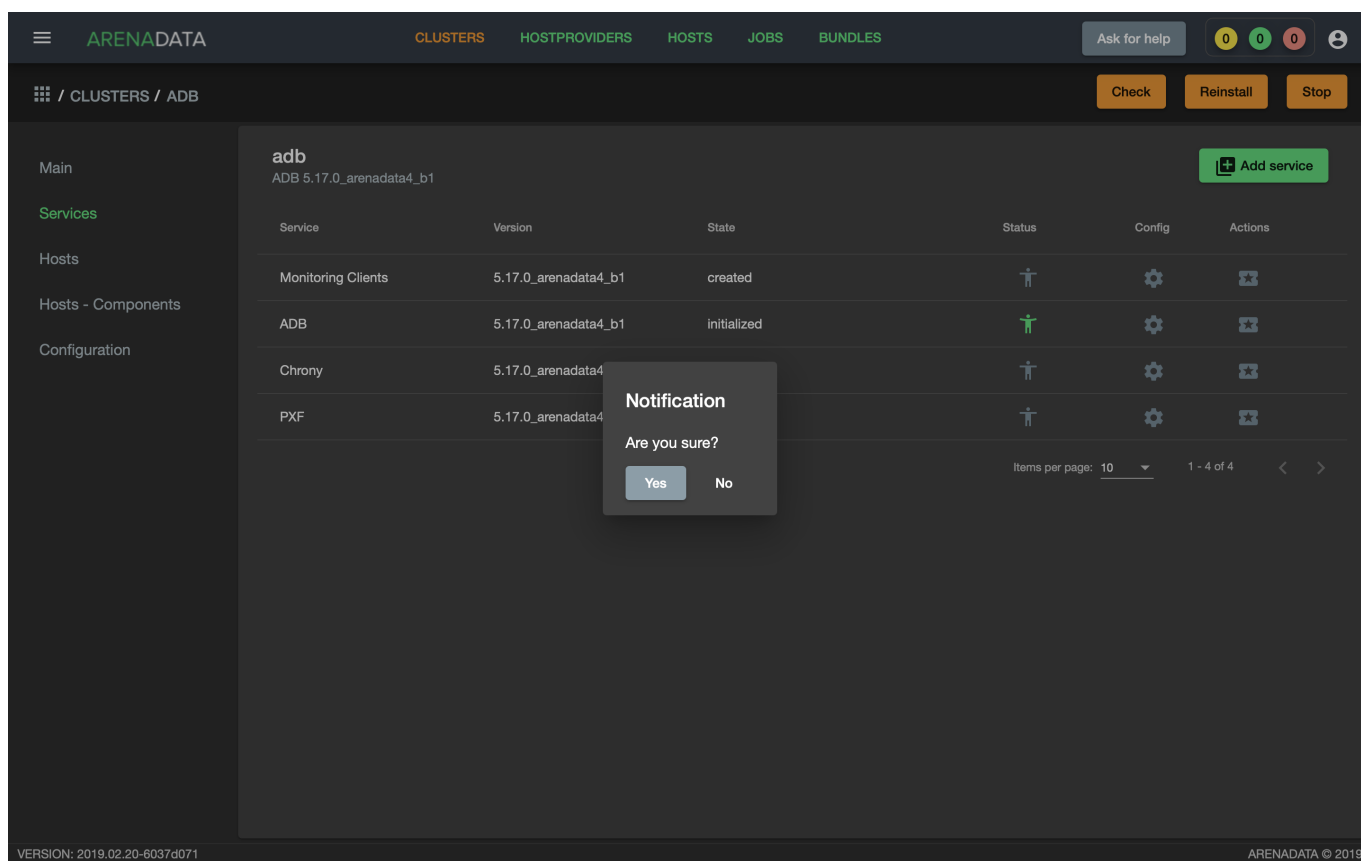 ARENADATA
CLUSTERS HOSTPROVIDERS HOSTS JOBS BUNDLES
Ask for help
0 0 0
/ CLUSTERS / ADB
Check Reinstall Stop
Main
Services
Hosts
Hosts - Components
Configuration
adb
ADB 5.17.0_arenadata4_b1
Add service
Service Version State Status Config Actions
Monitoring Clients 5.17.0_arenadata4_b1 created
ADB 5.17.0_arenadata4_b1 initialized
Chrony 5.17.0_arenadata4
PXF 5.17.0_arenadata4
Notification
Are you sure?
Yes No
Items per page: 10 1 - 4 of 4
VERSION: 2019.02.20-6037d071
ARENADATA © 2019